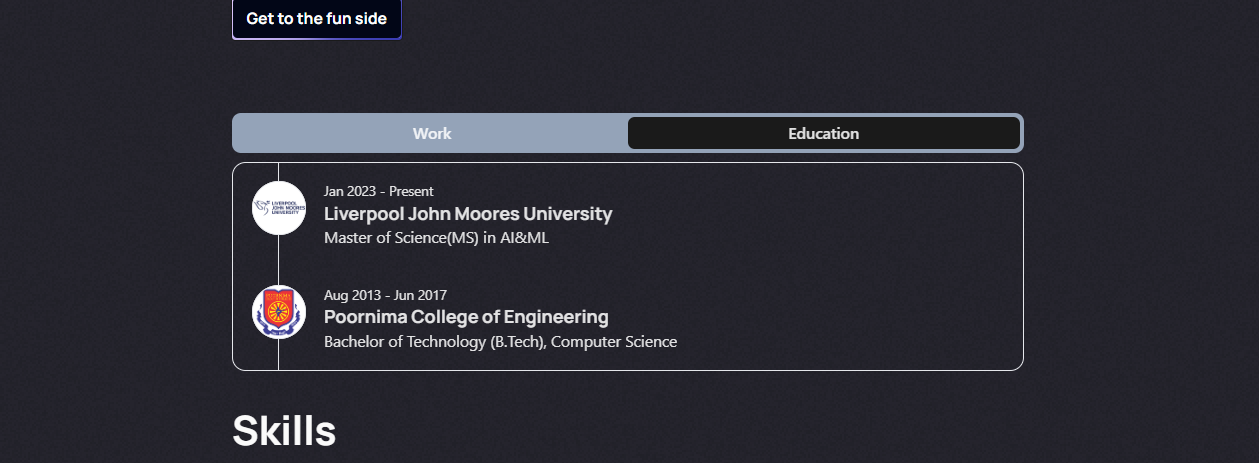 Get to the fun side
Work
Education
Jan 2023 - Present
LIVERPOOL
JOHN MOORES
UNIVERSITY
Liverpool John Moores University
Master of Science(MS) in AI&ML
Aug 2013 - Jun 2017
Poornima College of Engineering
Bachelor of Technology (B.Tech), Computer Science
Skills